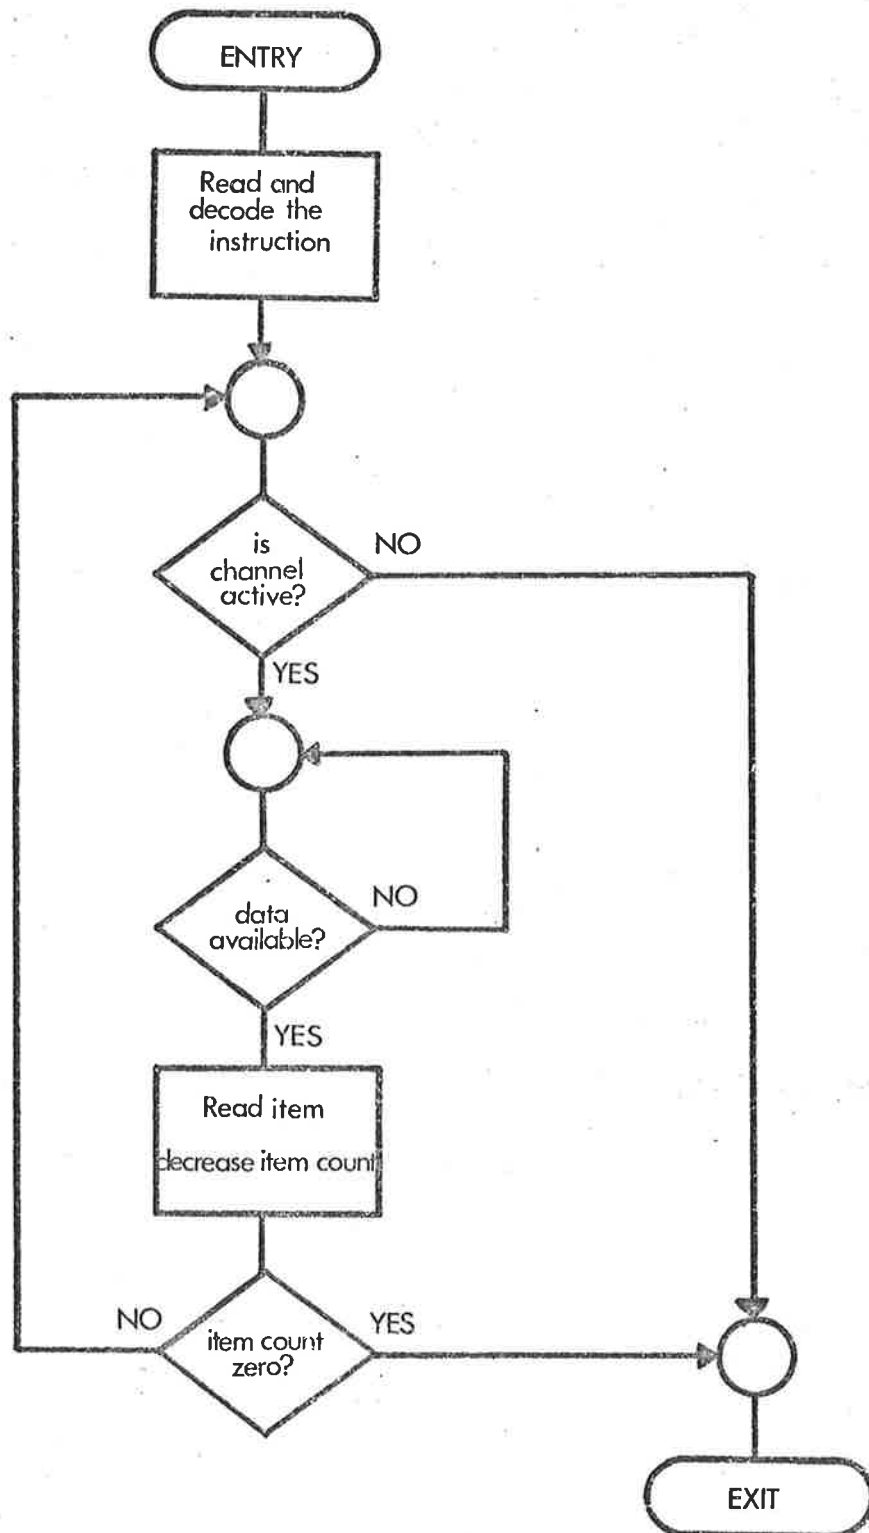 ENTRY
Read and
decode the
instruction
is
channel
active?
NO
YES
data
available?
NO
YES
Read item
decrease item count
NO
item count
zero?
YES
EXIT